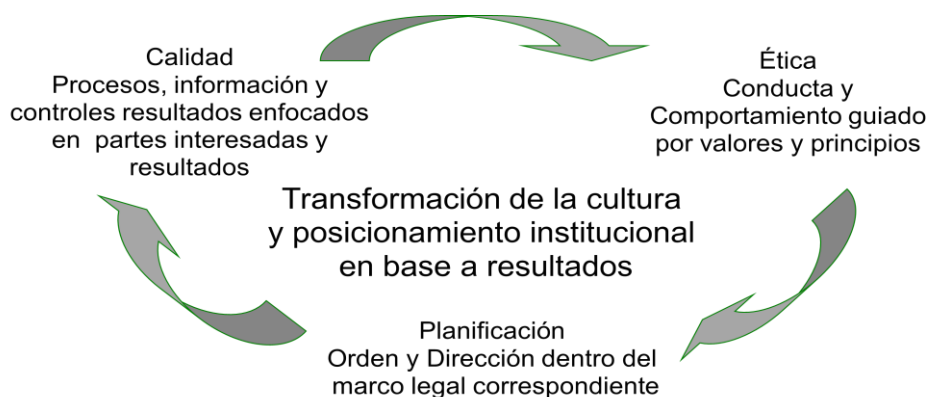 Calidad
Procesos, información y
controles resultados enfocados
en partes interesadas y
resultados
Ética
Conducta y
Comportamiento guiado
por valores y principios
Transformación de la cultura
y posicionamiento institucional
en base a resultados
Planificación
Orden y Dirección dentro del
marco legal correspondiente